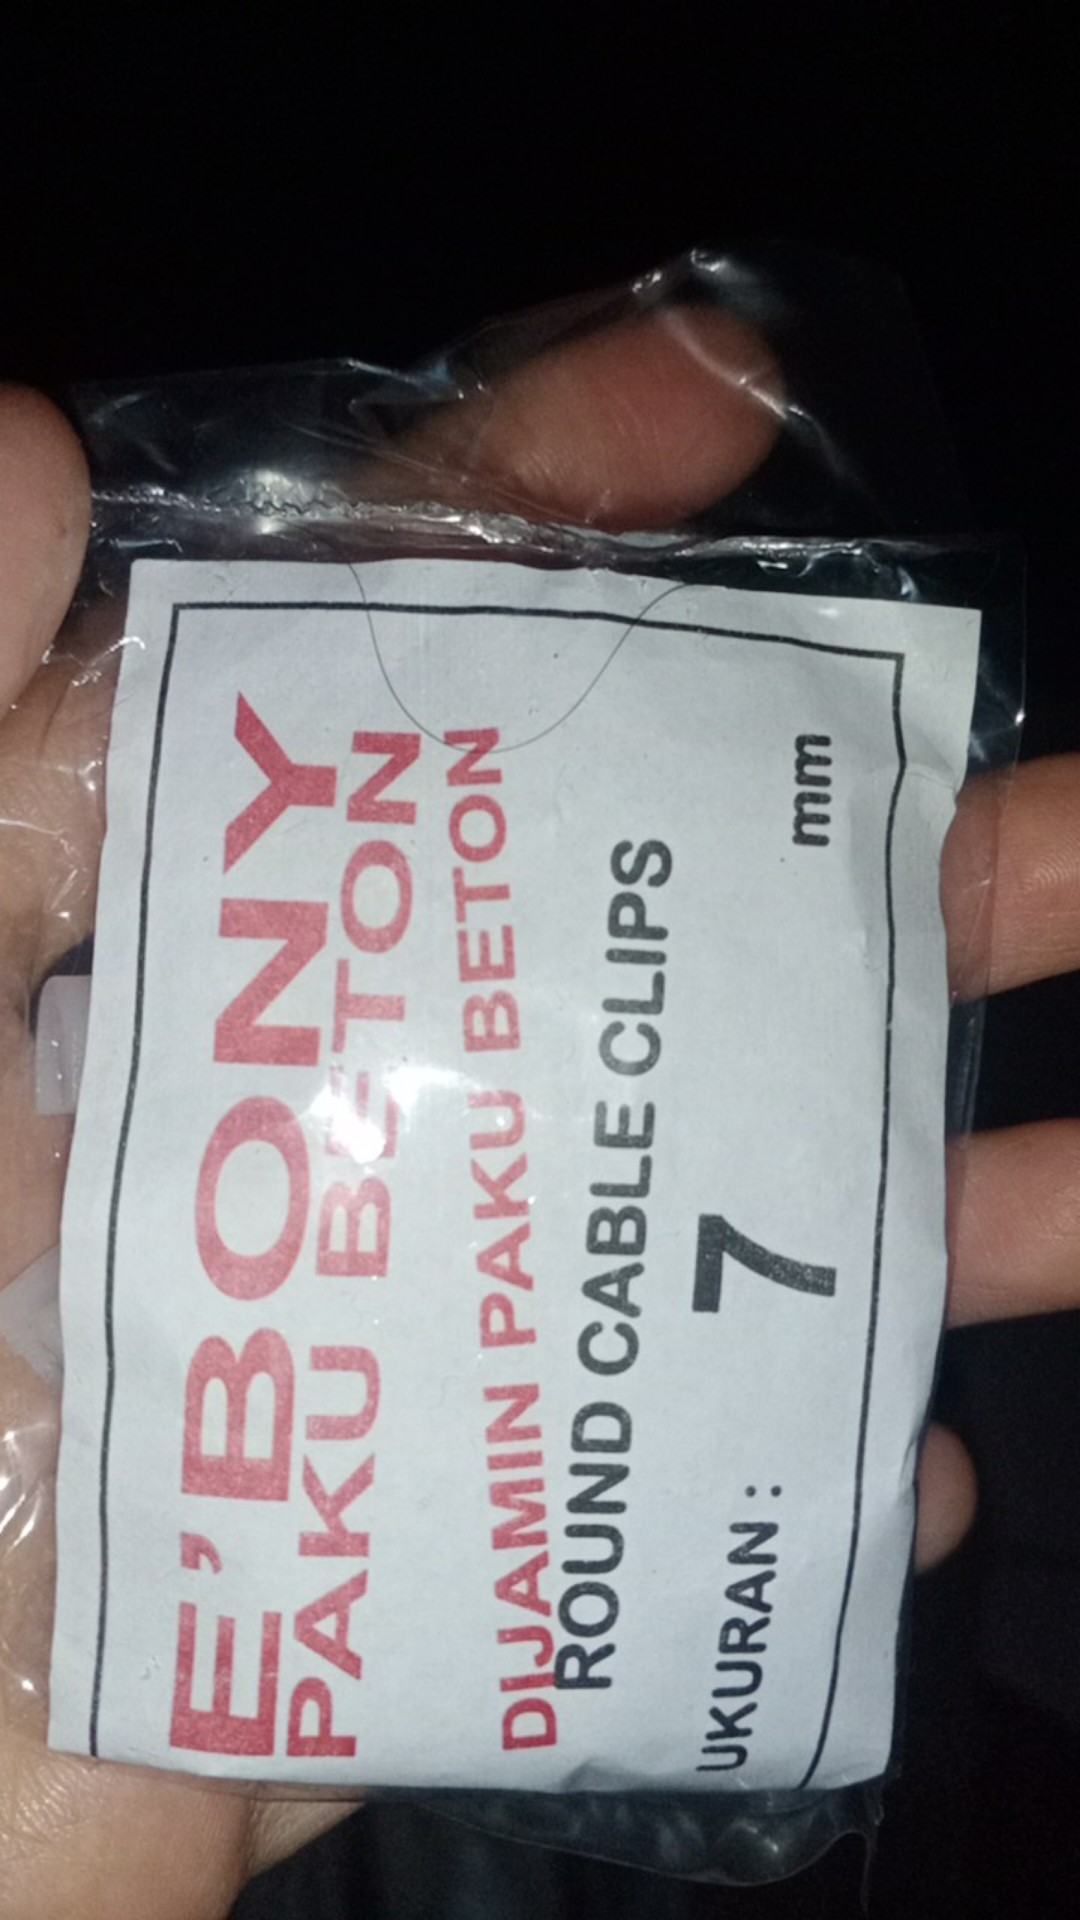 E'BONY
PAKU BETON
DIJAMIN PAKU BETON
ROUND CABLE CLIPS
UKURAN : 7 mm